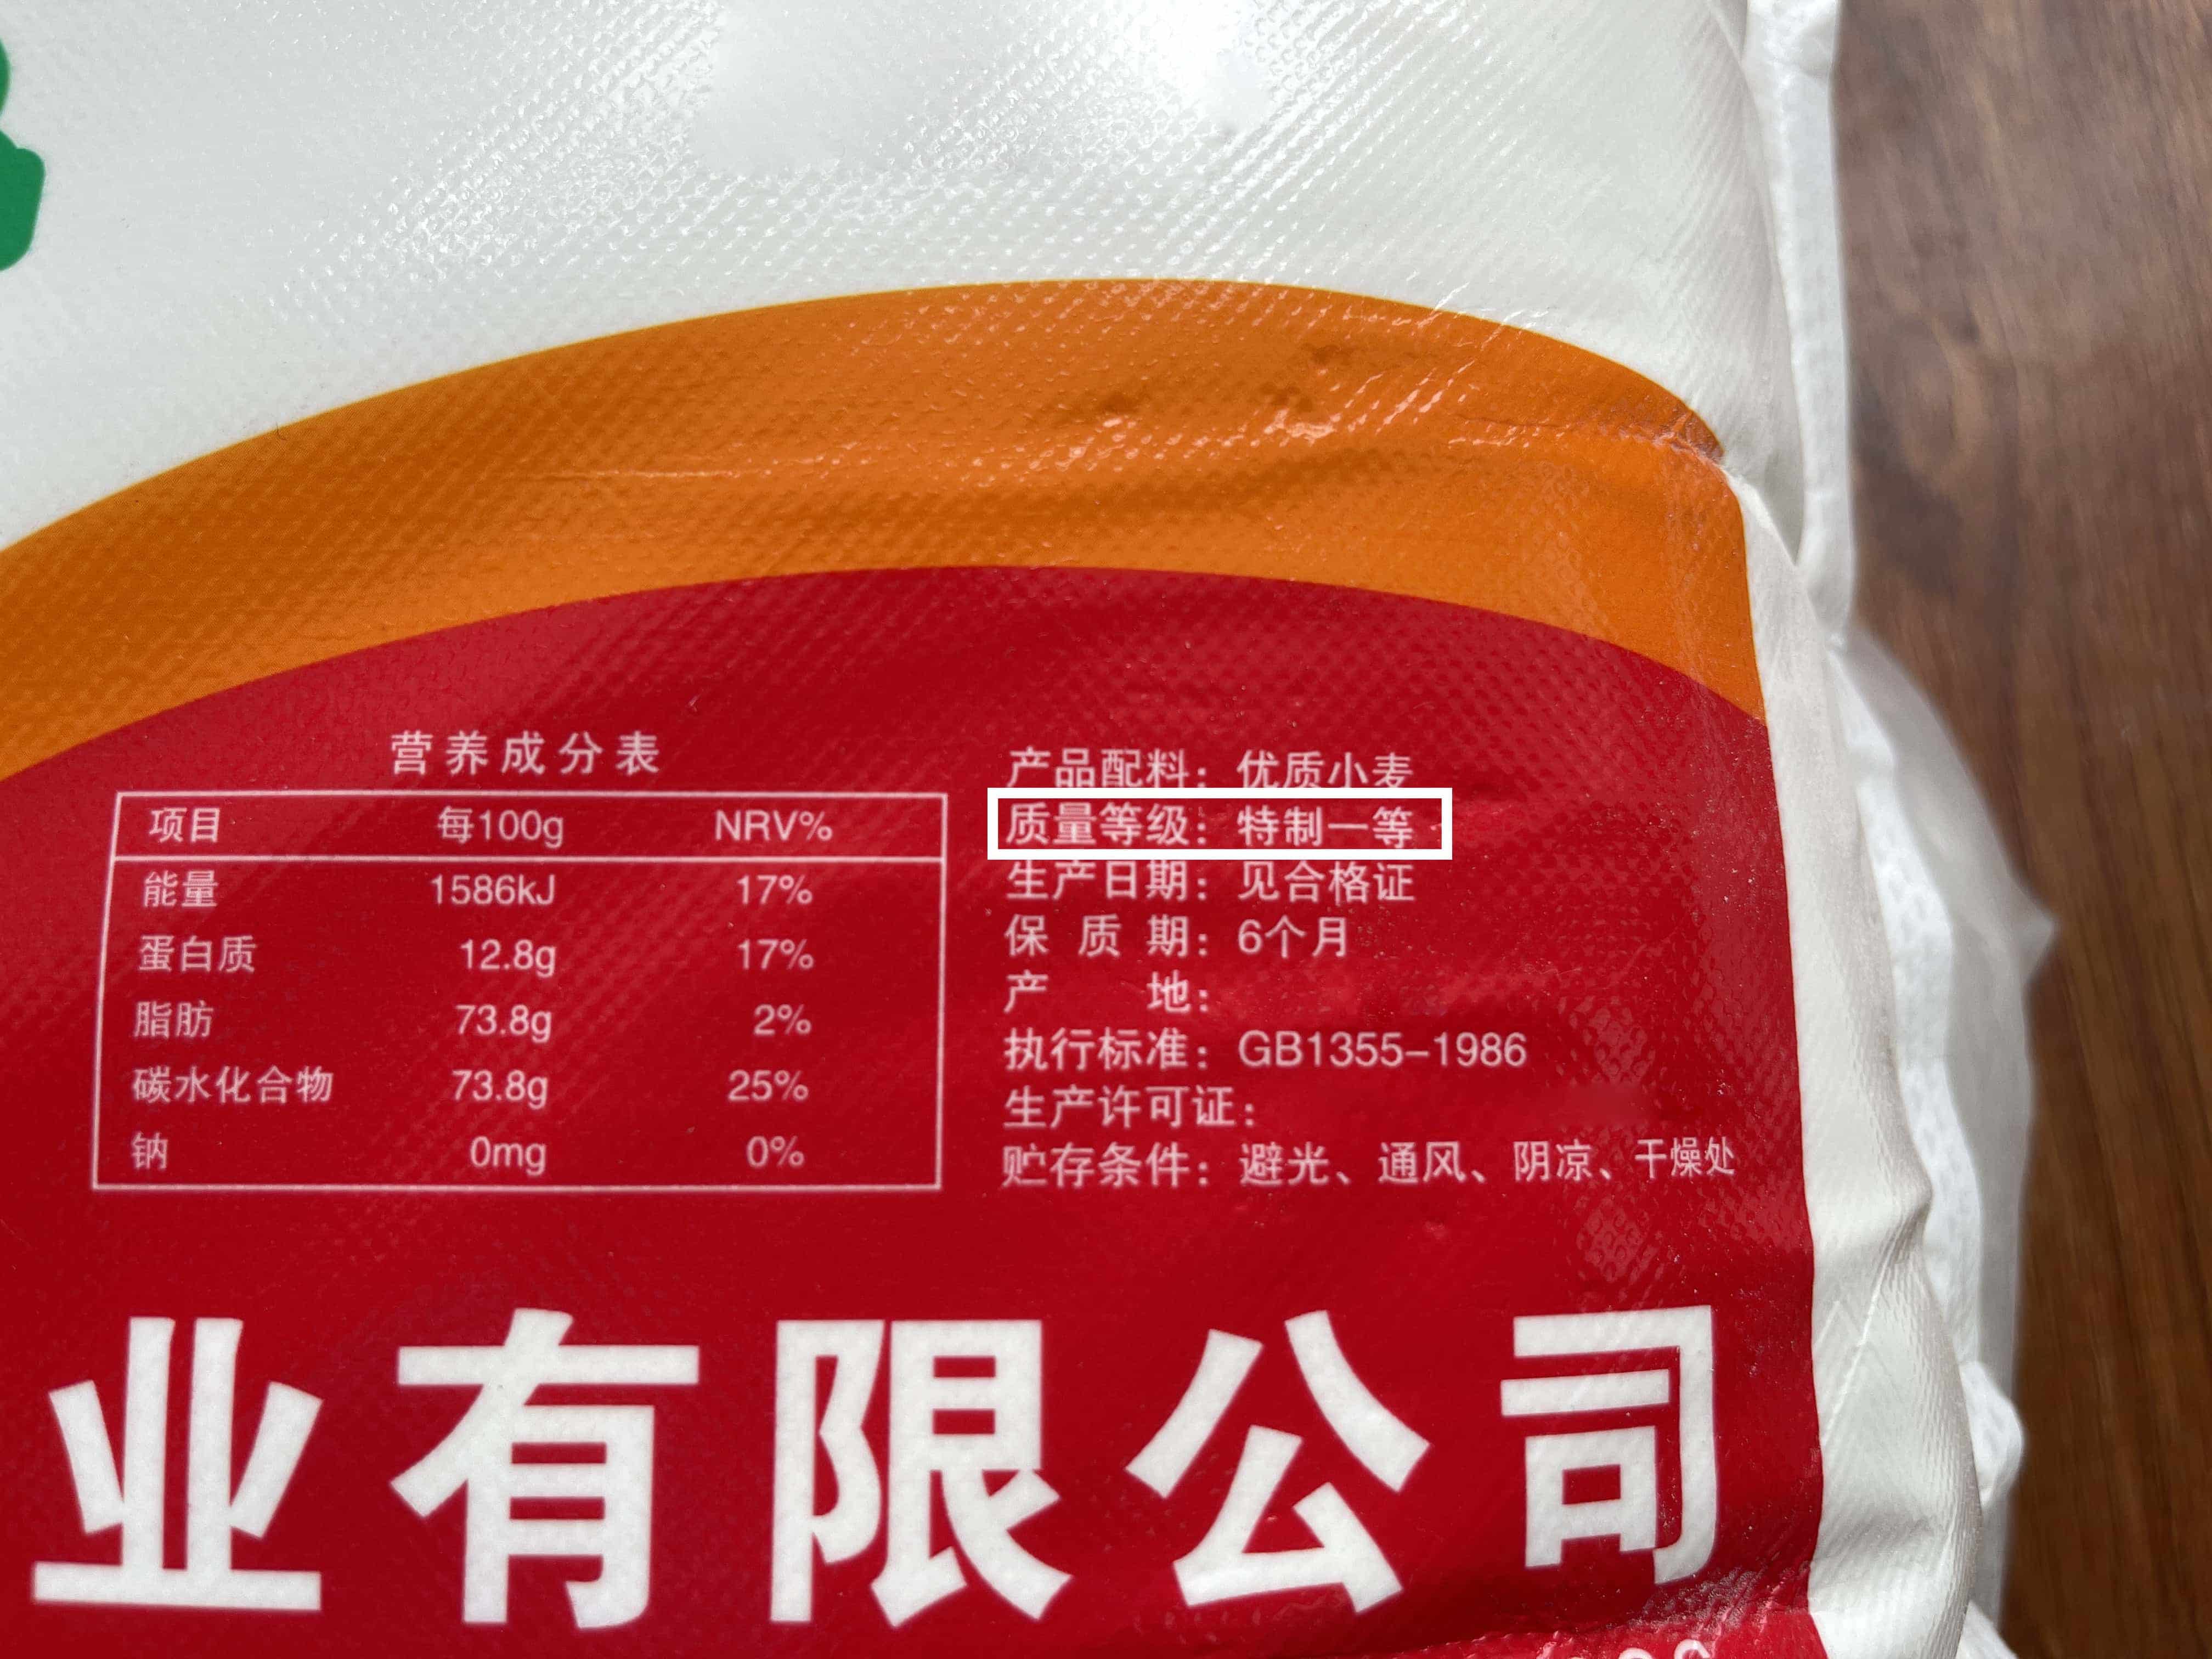 营养成分表
项目 每100g NRV%
能量 1586kJ 17%
蛋白质 12.8g 17%
脂肪 73.8g 2%
碳水化合物 73.8g 25%
钠 0mg 0%
产品配料：优质小麦
质量等级：特制一等
生产日期：见合格证
保质期：6个月
产地：
执行标准：GB1355-1986
生产许可证：
贮存条件：避光、通风、阴凉、干燥处
业有限公司